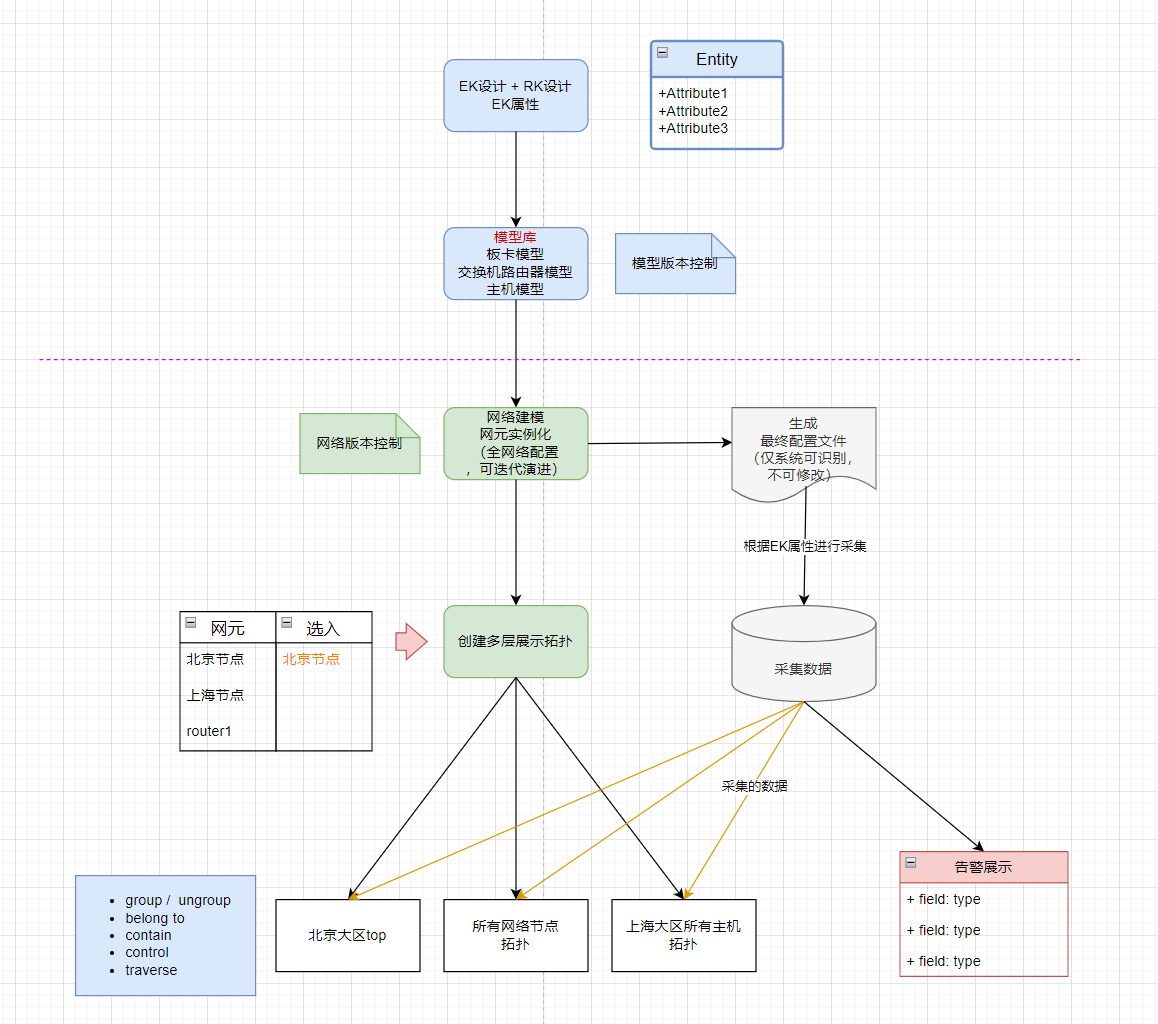 EK设计 + RK设计
EK属性
Entity
+Attribute1
+Attribute2
+Attribute3
模型库
板卡模型
交换机路由器模型
主机模型
模型版本控制
网络版本控制
网络建模
网元实例化
（全网络配置
，可迭代演进）
生成
最终配置文件
（仅系统可识别，
不可修改）
根据EK属性进行采集
网元
选入
北京节点
北京节点
上海节点
router1
创建多层展示拓扑
采集数据
采集的数据
告警展示
+ field: type
+ field: type
+ field: type
group /  ungroup
belong to
contain
control
traverse
北京大区top
所有网络节点
拓扑
上海大区所有主机
拓扑